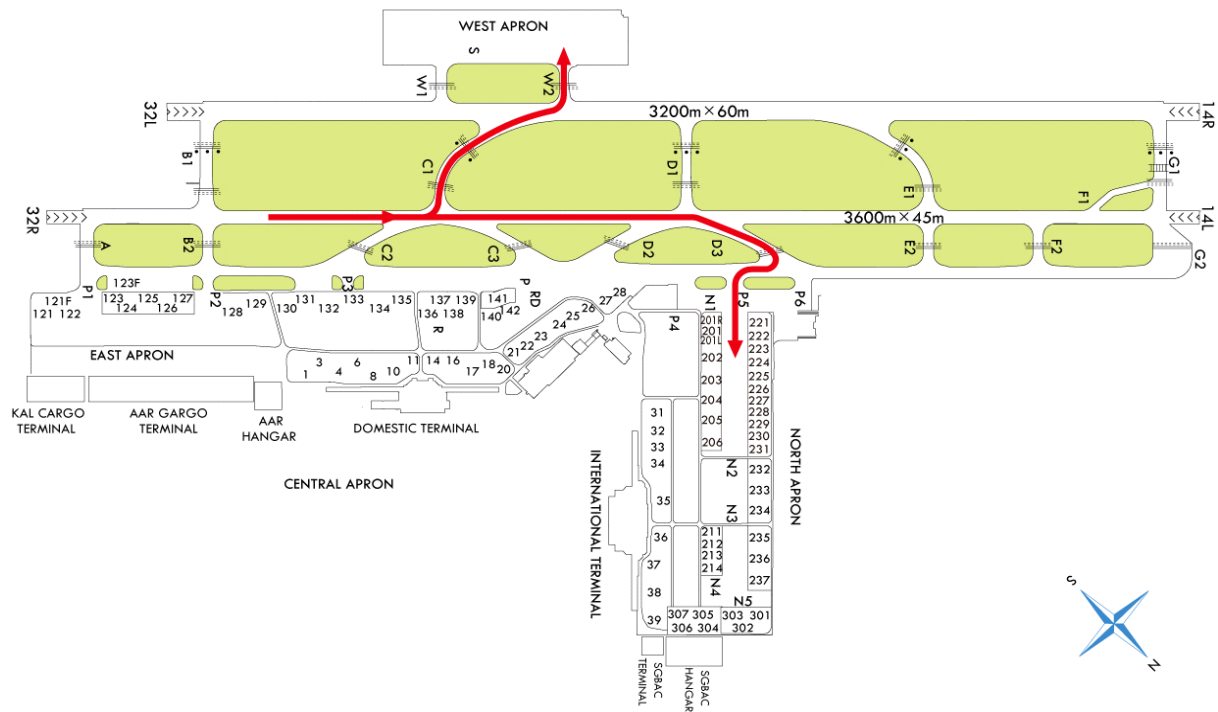 WEST APRON
S
W1
W2
32L
3200m×60m
14R
B1
C1
D1
E1
F1
G1
32R
3600m×45m
14L
A
B2
C2
C3
D2
D3
E2
F2
G2
P1
P2
P3
P
RD
N1
P5
P6
P4
R
123F
121F
121 122
123 125 127
124 126
128 129
130
131
132
133
134
135
136
137 139
138
140
141
142
1
3
4
6
8
10
11
14 16
17
18
20
21
22
23
24
25
26
27
28
EAST APRON
KAL CARGO
TERMINAL
AAR GARGO
TERMINAL
AAR
HANGAR
DOMESTIC TERMINAL
CENTRAL APRON
INTERNATIONAL TERMINAL
NORTH APRON
201R
201
201L
202
203
204
205
206
221
222
223
224
225
226
227
228
229
230
231
N2
232
233
234
N3
31
32
33
34
35
36
37
38
39
211
212
213
214
235
236
237
N4
N5
307 305
306 304
303 301
302
SGBAC
TERMINAL
SGBAC
HANGAR
S
N